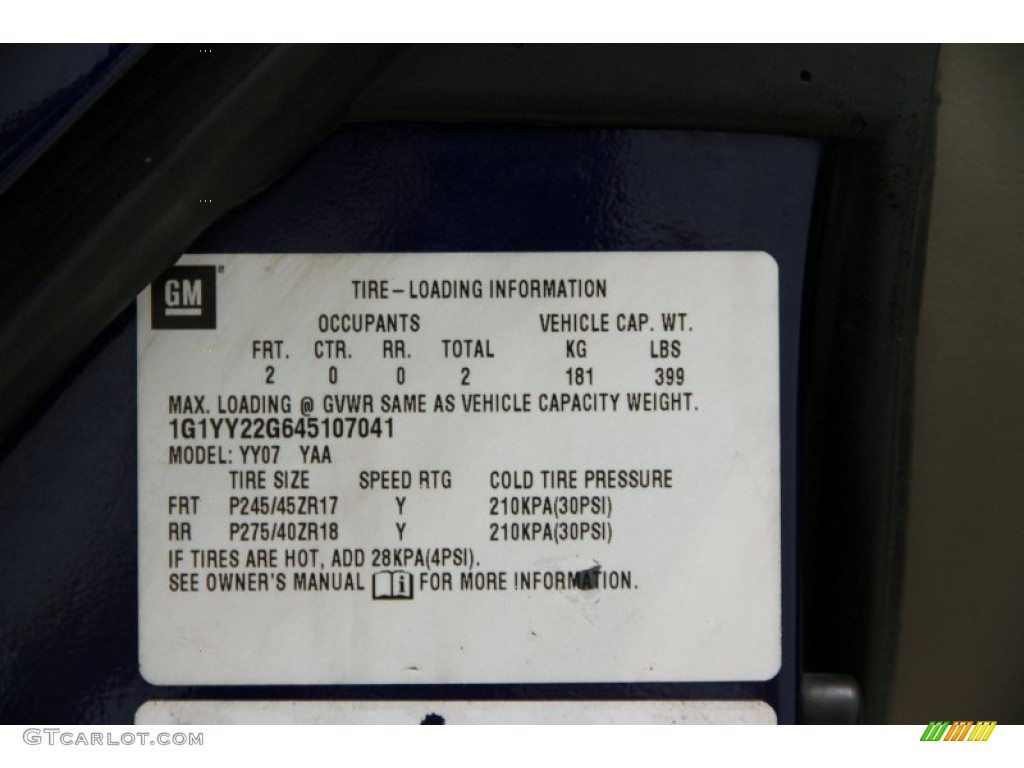 GM
TIRE-LOADING INFORMATION
OCCUPANTS VEHICLE CAP. WT.
FRT. CTR. RR. TOTAL KG LBS
2 0 0 2 181 399
MAX. LOADING @ GVWR SAME AS VEHICLE CAPACITY WEIGHT.
1G1YY22G645107041
MODEL: YY07 YAA
TIRE SIZE SPEED RTG COLD TIRE PRESSURE
FRT P245/45ZR17 Y 210KPA(30PSI)
RR P275/40ZR18 Y 210KPA(30PSI)
IF TIRES ARE HOT, ADD 28KPA(4PSI).
SEE OWNER'S MANUAL FOR MORE INFORMATION.
GTCARLOT.COM